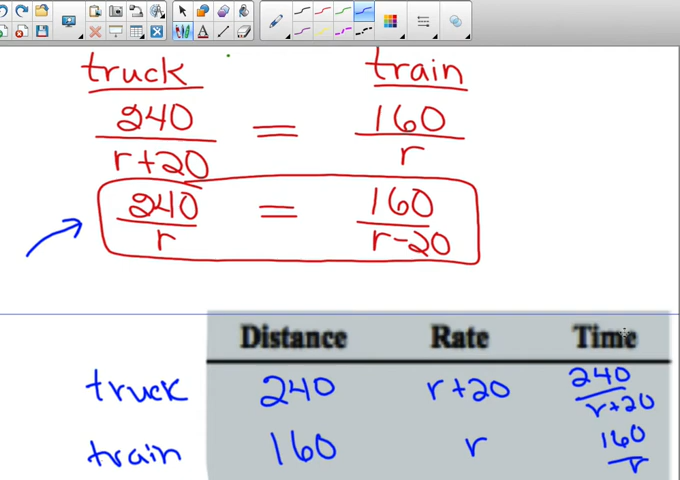 truck train
240/r+20 = 160/r
240/r = 160/r-20
Distance Rate Time
truck 240 r+20 240/r+20
train 160 r 160/r